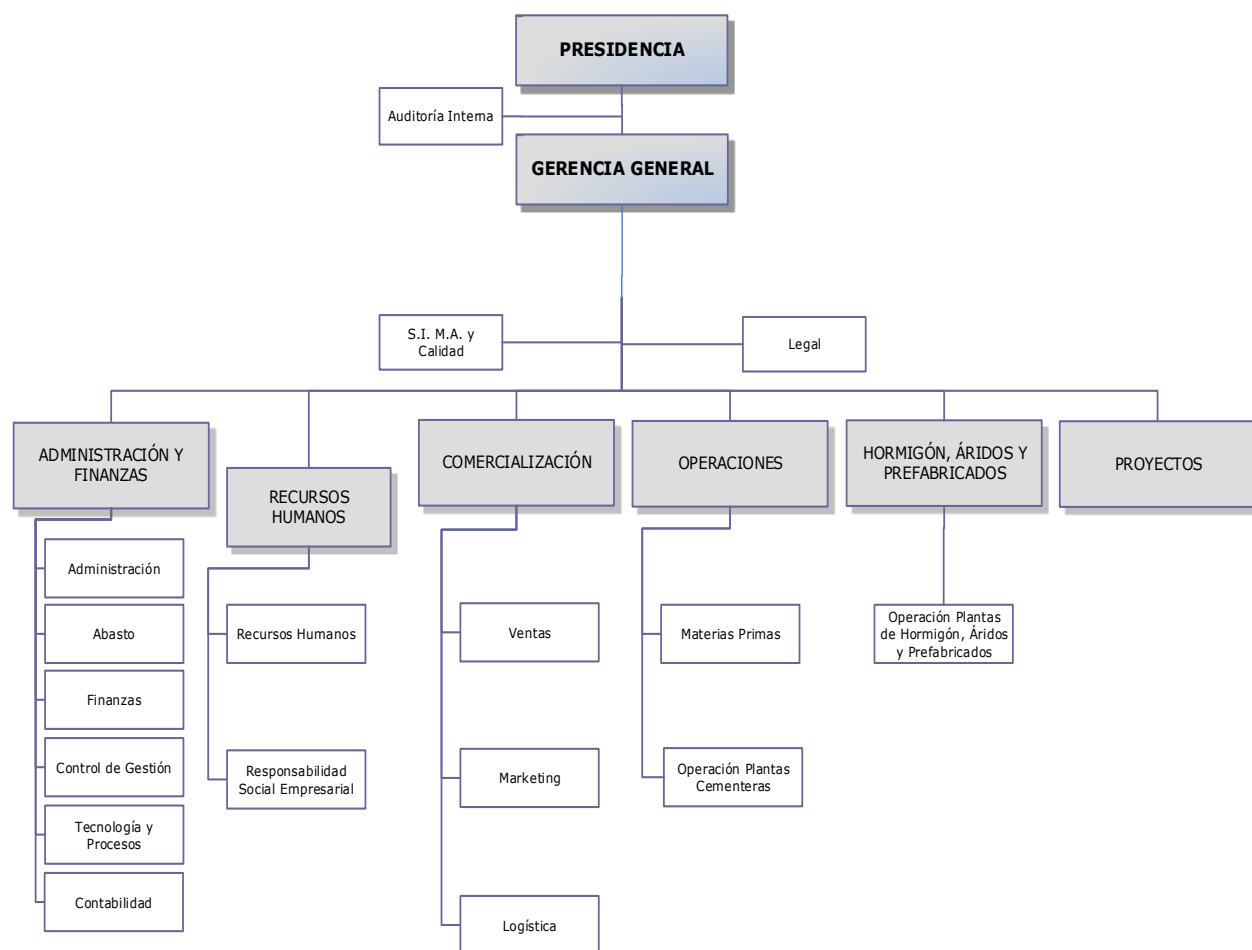 PRESIDENCIA
Auditoría Interna
GERENCIA GENERAL
S.I. M.A. y
Calidad
Legal
ADMINISTRACIÓN Y
FINANZAS
RECURSOS
HUMANOS
COMERCIALIZACIÓN
OPERACIONES
HORMIGÓN, ÁRIDOS Y
PREFABRICADOS
PROYECTOS
Administración
Abasto
Finanzas
Control de Gestión
Tecnología y
Procesos
Contabilidad
Recursos Humanos
Responsabilidad
Social Empresarial
Ventas
Marketing
Logística
Materias Primas
Operación Plantas
Cementeras
Operación Plantas
de Hormigón, Áridos
y Prefabricados